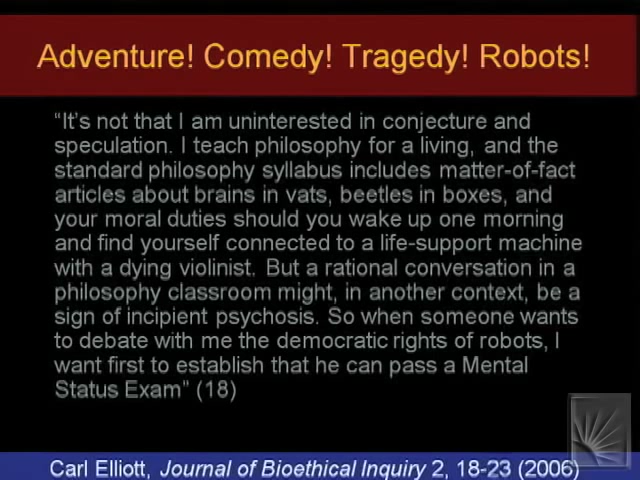 Adventure! Comedy! Tragedy! Robots!
“It’s not that I am uninterested in conjecture and
speculation. I teach philosophy for a living, and the
standard philosophy syllabus includes matter-of-fact
articles about brains in vats, beetles in boxes, and
your moral duties should you wake up one morning
and find yourself connected to a life-support machine
with a dying violinist. But a rational conversation in a
philosophy classroom might, in another context, be a
sign of incipient psychosis. So when someone wants
to debate with me the democratic rights of robots, I
want first to establish that he can pass a Mental
Status Exam” (18)
Carl Elliott, Journal of Bioethical Inquiry 2, 18-23 (2006)